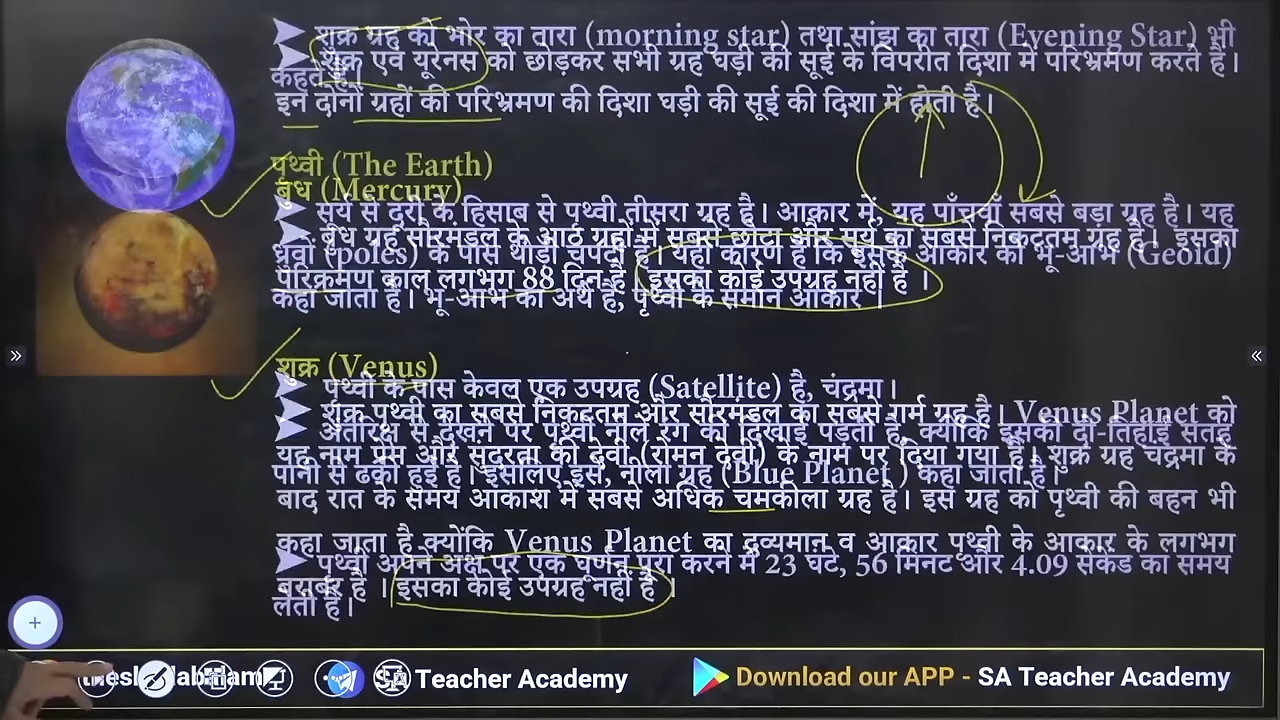 शुक्र ग्रह को भोर का तारा (morning star) तथा सांझ का तारा (Evening Star) भी
शुक्र एवं यूरेनस को छोड़कर सभी ग्रह घड़ी की सूई के विपरीत दिशा में परिभ्रमण करते हैं।
कहते हैं।
इन दोनों ग्रहों की परिभ्रमण की दिशा घड़ी की सूई की दिशा में होती है।
पृथ्वी (The Earth)
बुध (Mercury)
सूर्य से दूरी के हिसाब से पृथ्वी तीसरा ग्रह है। आकार में, यह पाँचवाँ सबसे बड़ा ग्रह है। यह
बुध ग्रह सौरमंडल के आठ ग्रहों में सबसे छोटा और सूर्य का सबसे निकटतम ग्रह है। इसका
ध्रुवों (poles) के पास थोड़ी चपटी है। यही कारण है कि इसके आकार को भू-आभ (Geoid)
परिक्रमण काल लगभग 88 दिन है। इसका कोई उपग्रह नहीं है ।
कहा जाता है। भू-आभ का अर्थ है, पृथ्वी के समान आकार ।
शुक्र (Venus)
पृथ्वी के पास केवल एक उपग्रह (Satellite) है, चंद्रमा।
शुक्र पृथ्वी का सबसे निकटतम और सौरमंडल का सबसे गर्म ग्रह है। Venus Planet को
अंतरिक्ष से देखने पर पृथ्वी नीले रंग की दिखाई पड़ती है, क्योंकि इसकी दो-तिहाई सतह
यह नाम प्रेम और सुंदरता की देवी (रोमन देवी) के नाम पर दिया गया है। शुक्र ग्रह चंद्रमा के
पानी से ढकी हुई है। इसलिए इसे, नीला ग्रह (Blue Planet ) कहा जाता है।
बाद रात के समय आकाश में सबसे अधिक चमकीला ग्रह है। इस ग्रह को पृथ्वी की बहन भी
कहा जाता है क्योंकि Venus Planet का द्रव्यमान व आकार पृथ्वी के आकार के लगभग
पृथ्वी अपने अक्ष पर एक घूर्णन पूरा करने में 23 घंटे, 56 मिनट और 4.09 सेकंड का समय
बराबर है । इसका कोई उपग्रह नहीं है ।
लेती है।
Teacher Academy
Download our APP - SA Teacher Academy